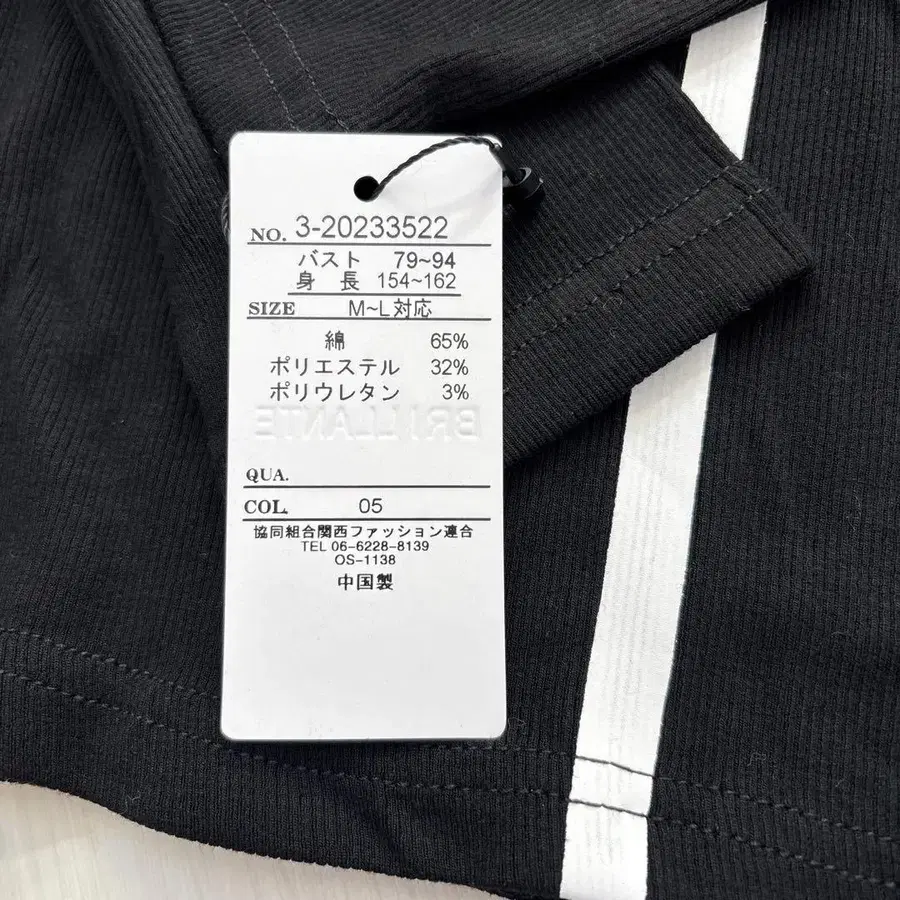 NO. 3-20233522
バスト 79~94
身長 154~162
SIZE M~L対応
綿 65%
ポリエステル 32%
ポリウレタン 3%
BRILLANTE
QUA.
COL. 05
協同組合関西ファッション連合
TEL 06-6228-8139
OS-1138
中国製